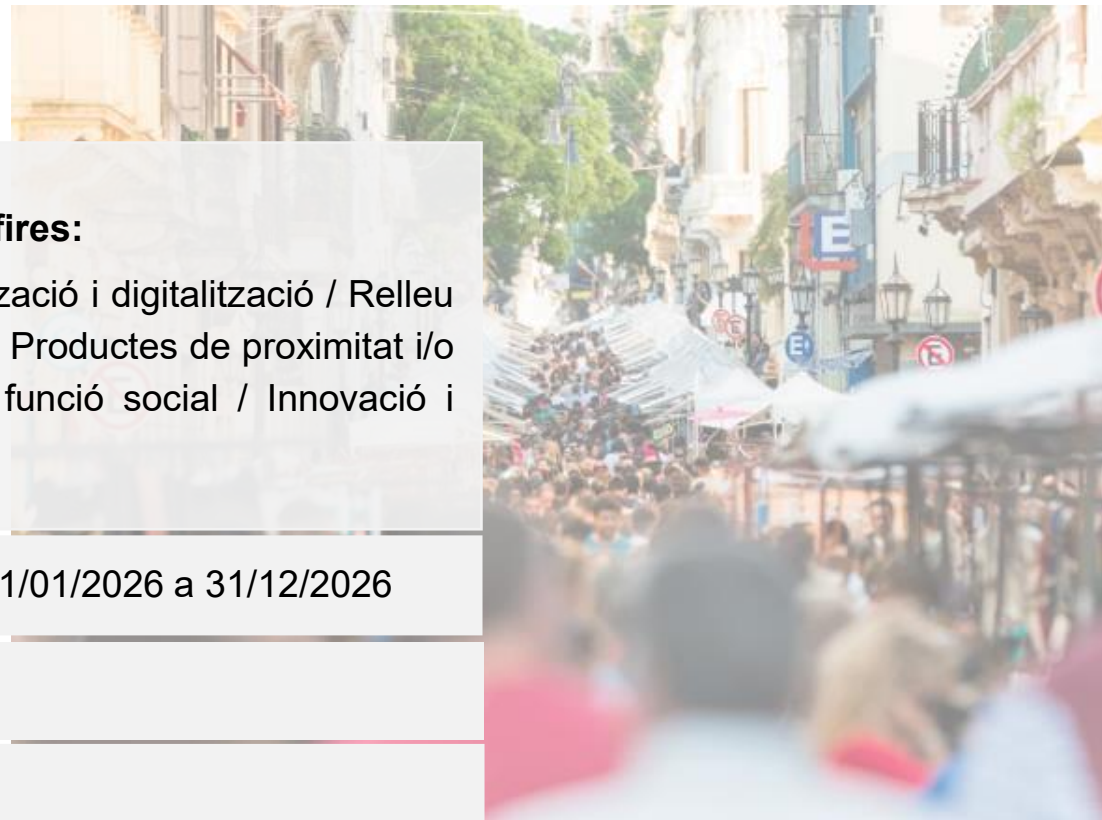 fires:
zació i digitalització / Relleu
Productes de proximitat i/o
funció social / Innovació i
1/01/2026 a 31/12/2026
E
E